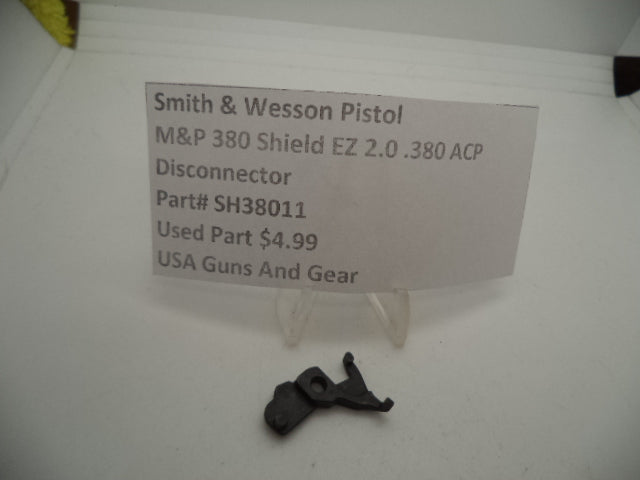 Smith & Wesson Pistol
M&P 380 Shield EZ 2.0 .380 ACP
Disconnector
Part# SH38011
Used Part $4.99
USA Guns And Gear